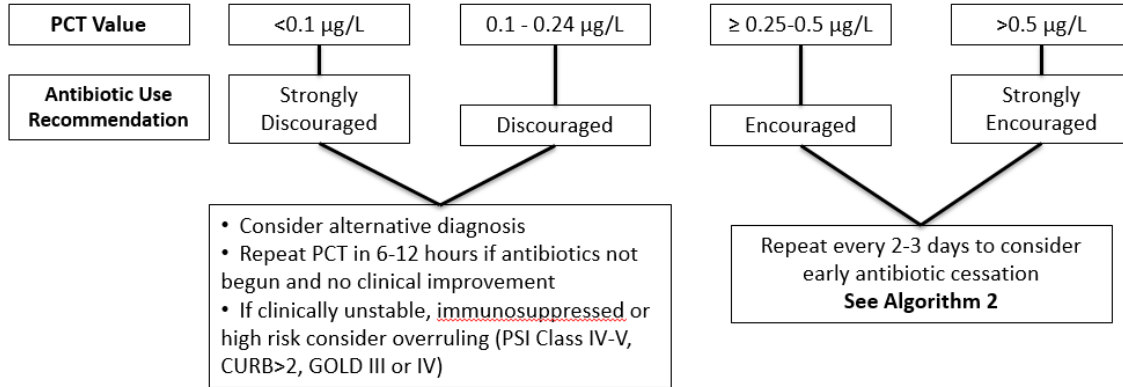 PCT Value
<0.1 µg/L
0.1 - 0.24 µg/L
≥ 0.25-0.5 µg/L
>0.5 µg/L
Antibiotic Use
Recommendation
Strongly
Discouraged
Discouraged
Encouraged
Strongly
Encouraged
• Consider alternative diagnosis
• Repeat PCT in 6-12 hours if antibiotics not
begun and no clinical improvement
• If clinically unstable, immunosuppressed or
high risk consider overruling (PSI Class IV-V,
CURB>2, GOLD III or IV)
Repeat every 2-3 days to consider
early antibiotic cessation
See Algorithm 2